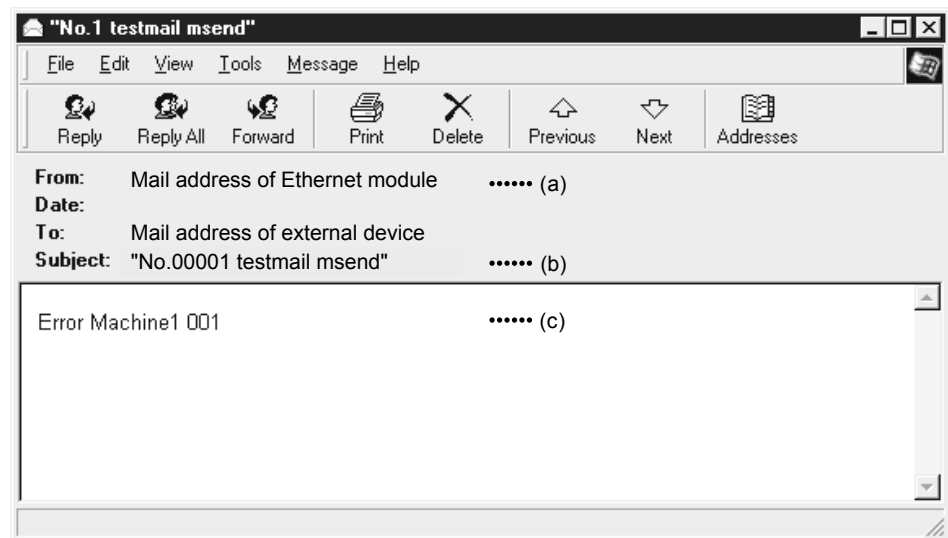 "No.1 testmail msend"
File Edit View Tools Message Help
Reply Reply All Forward Print Delete Previous Next Addresses
From: Mail address of Ethernet module •••••• (a)
Date:
To: Mail address of external device
Subject: "No.00001 testmail msend" •••••• (b)
Error Machine1 001 •••••• (c)